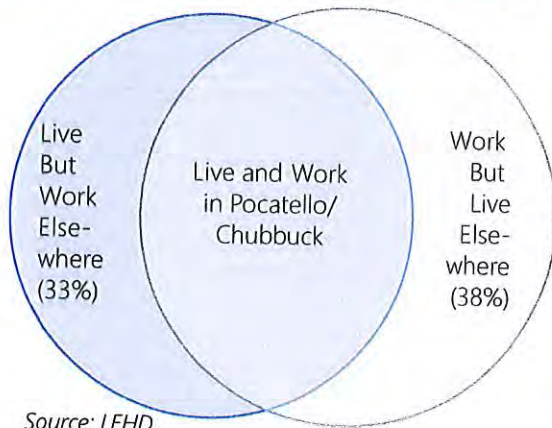 Live
But
Work
Else-
where
(33%)
Live and Work
in Pocatello/
Chubbuck
Work
But
Live
Else-
where
(38%)
Source: LEHD